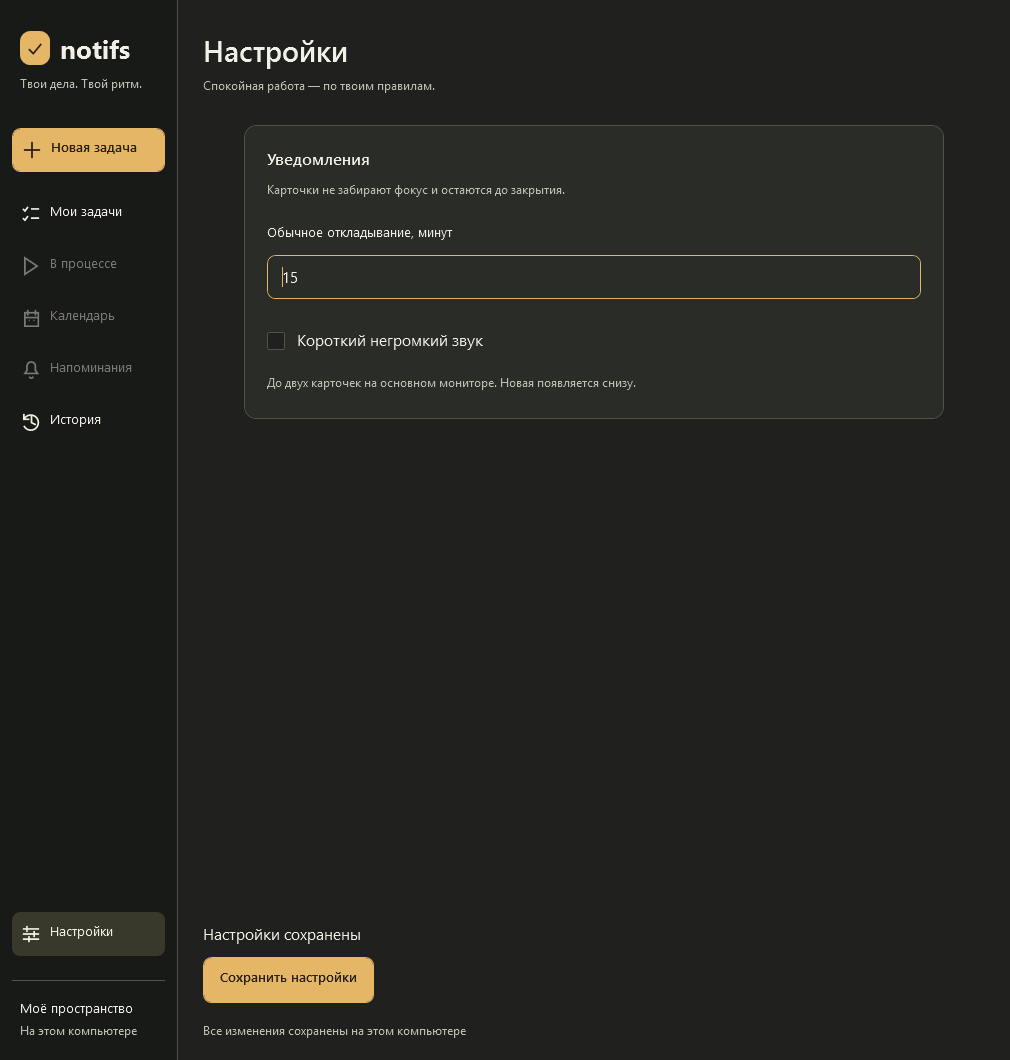 notifs
Твои дела. Твой ритм.
Новая задача
Мои задачи
В процессе
Календарь
Напоминания
История
Настройки
Моё пространство
На этом компьютере
Настройки
Спокойная работа — по твоим правилам.
Уведомления
Карточки не забирают фокус и остаются до закрытия.
Обычное откладывание, минут
15
Короткий негромкий звук
До двух карточек на основном мониторе. Новая появляется снизу.
Настройки сохранены
Сохранить настройки
Все изменения сохранены на этом компьютере